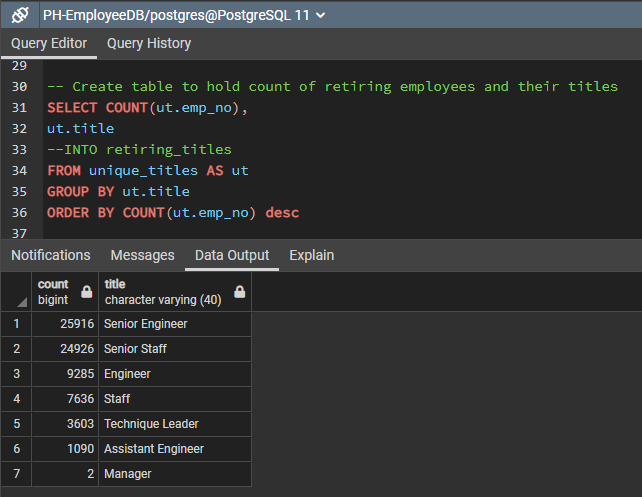 PH-EmployeeDB/postgres@PostgreSQL 11
Query Editor Query History
29
30 -- Create table to hold count of retiring employees and their titles
31 SELECT COUNT(ut.emp_no),
32 ut.title
33 --INTO retiring_titles
34 FROM unique_titles AS ut
35 GROUP BY ut.title
36 ORDER BY COUNT(ut.emp_no) desc
37
Notifications Messages Data Output Explain
count title
bigint character varying (40)
1 25916 Senior Engineer
2 24926 Senior Staff
3 9285 Engineer
4 7636 Staff
5 3603 Technique Leader
6 1090 Assistant Engineer
7 2 Manager